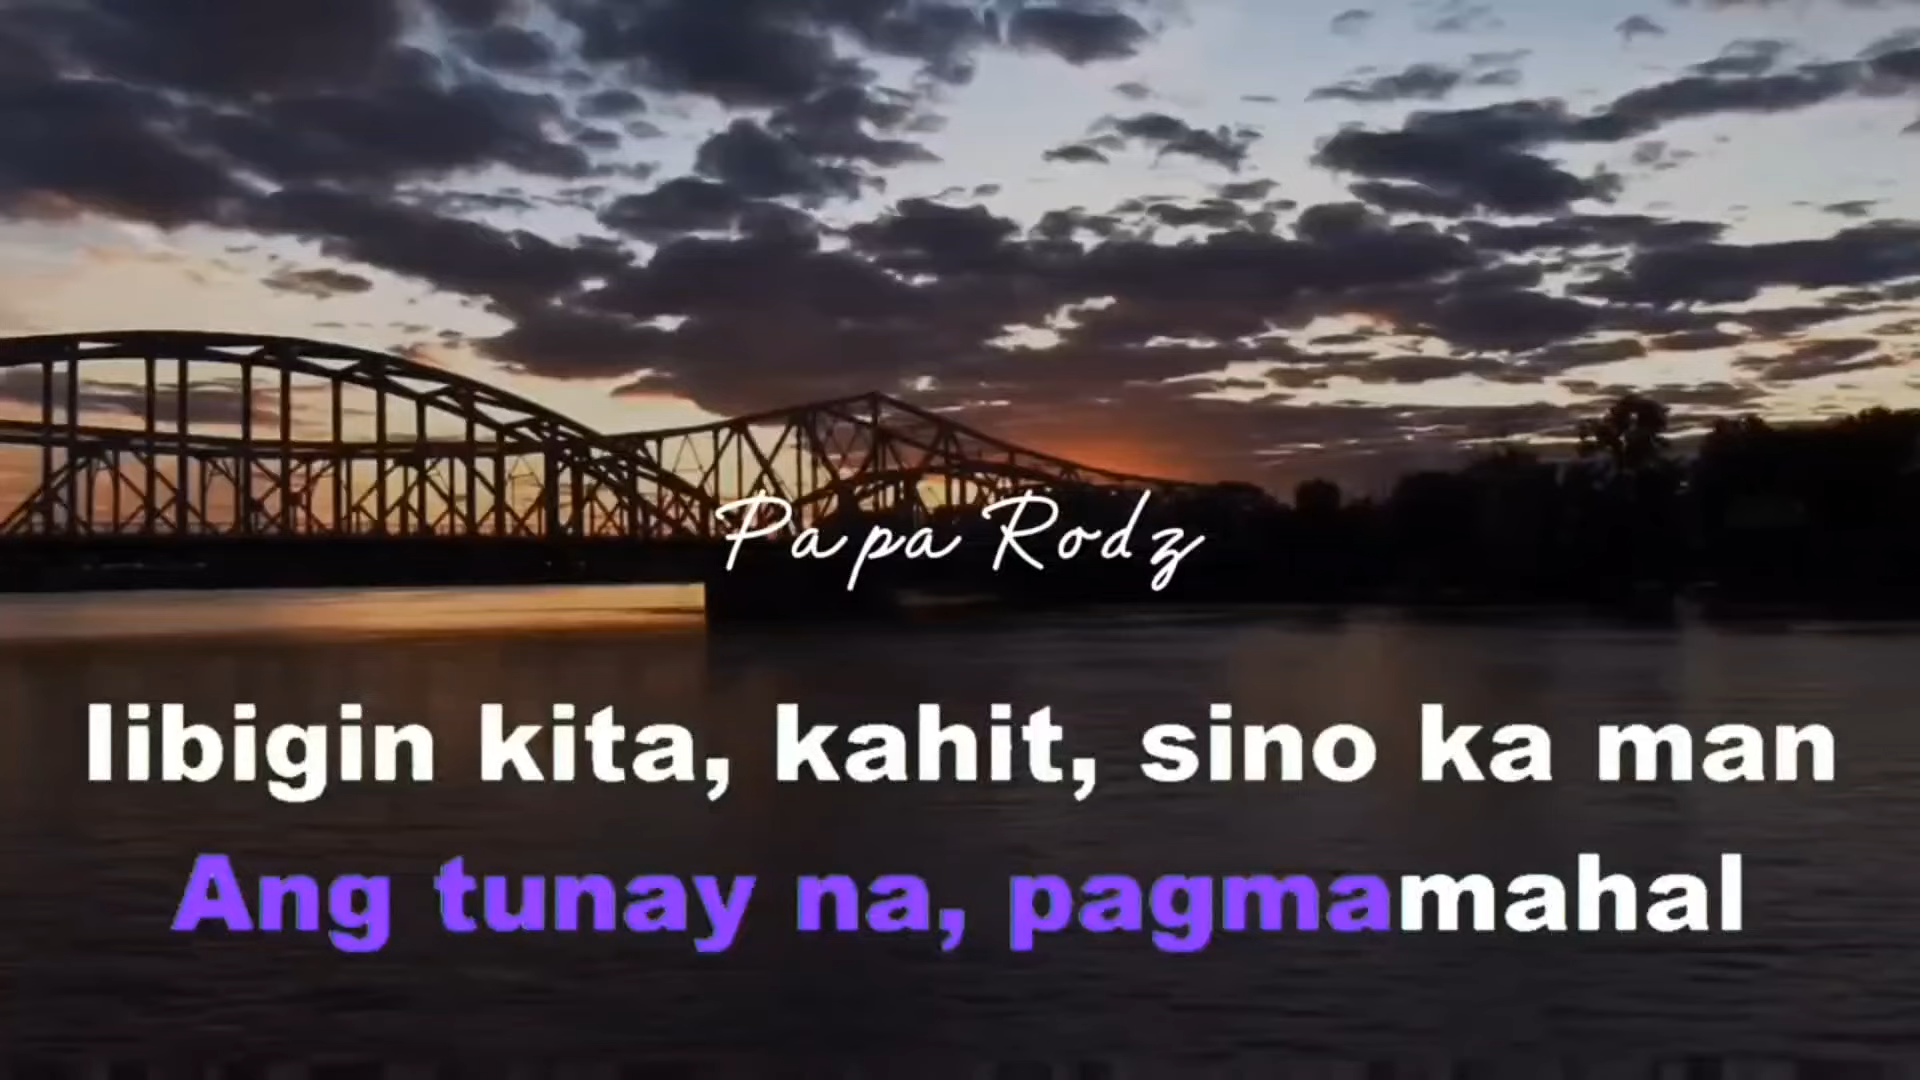 Papa Rodz
Iibigin kita, kahit, sino ka man
Ang tunay na, pagmamahal